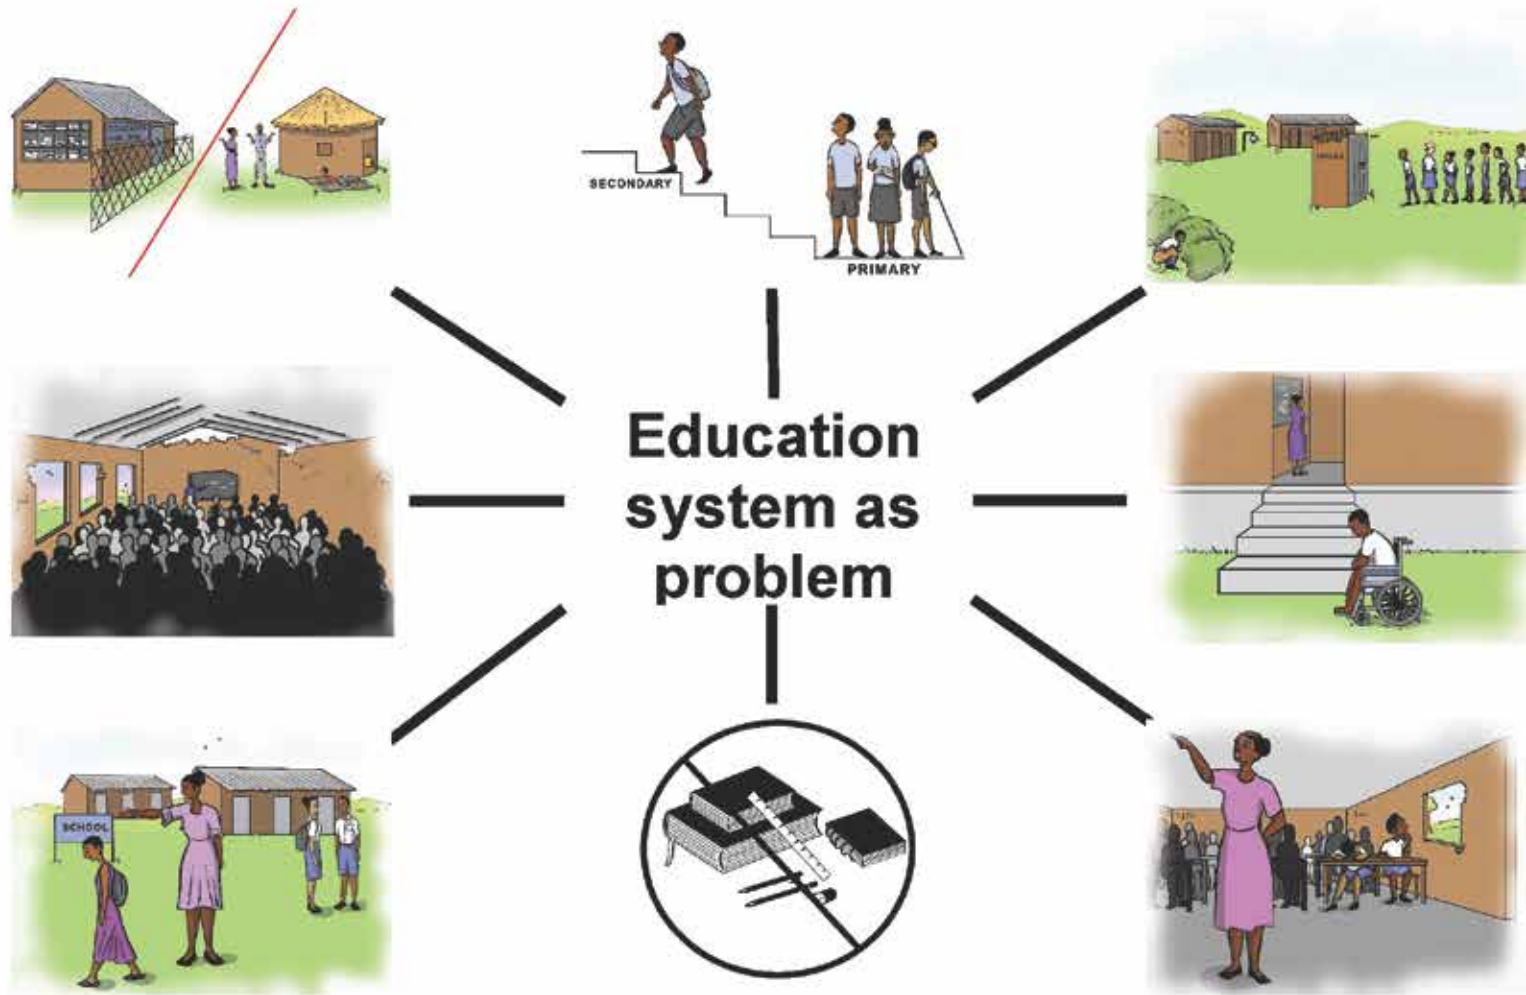 SECONDARY
PRIMARY
Education
system as
problem
SCHOOL